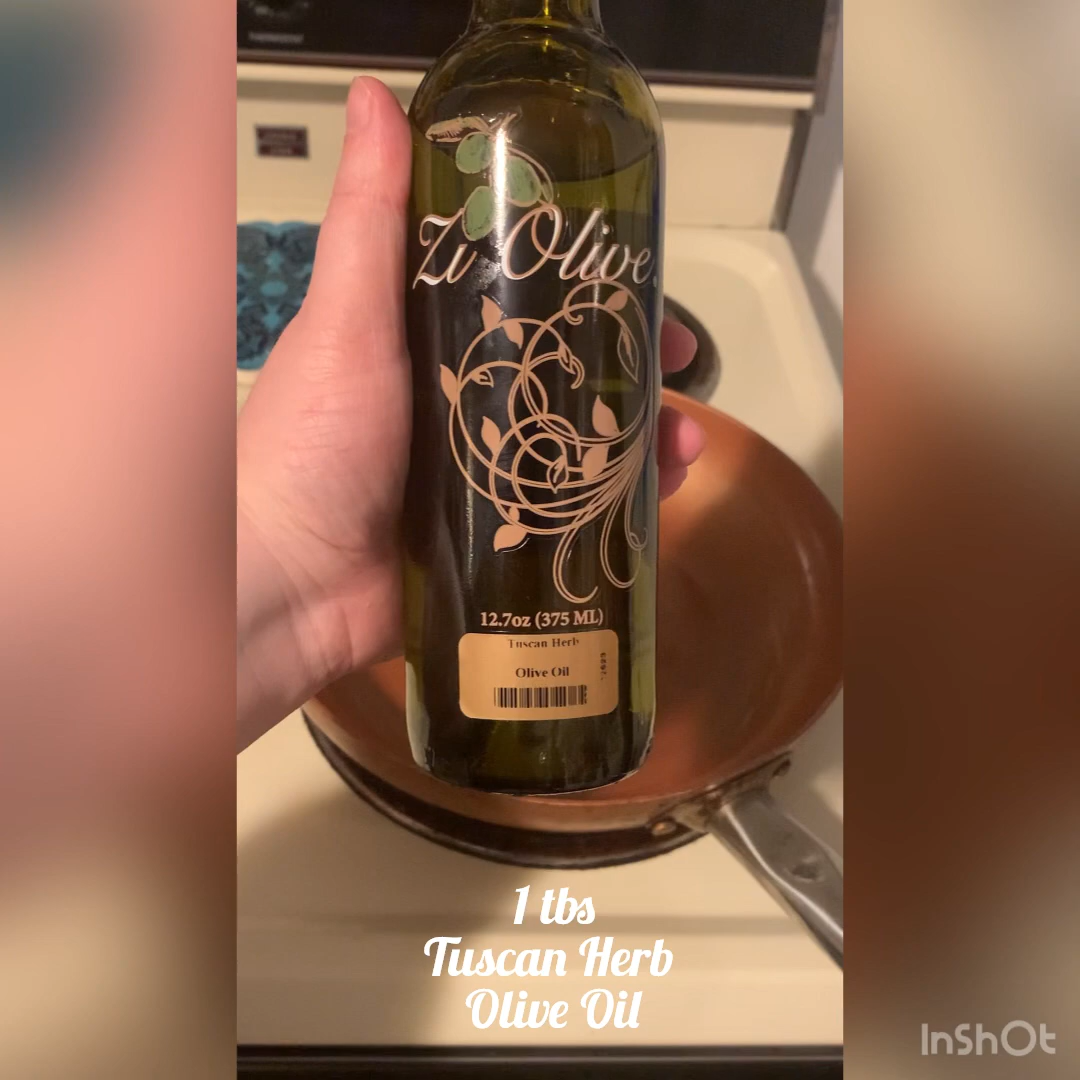 Zi Olive
12.7oz (375 ML)
Tuscan Herb
Olive Oil
1 tbs
Tuscan Herb
Olive Oil
InShOt